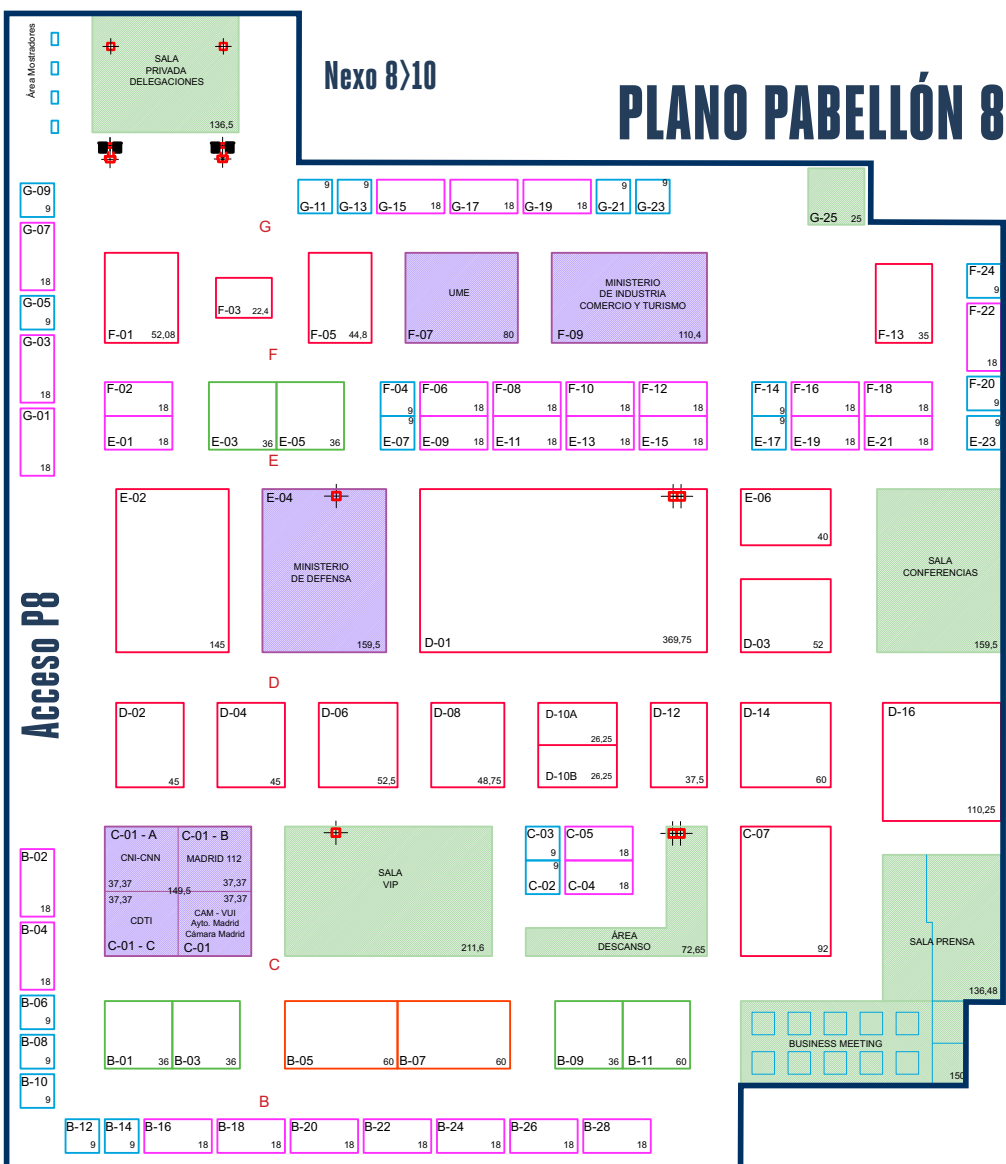 Área Mostradores
SALA
PRIVADA
DELEGACIONES
136,5
Nexo 8>10
PLANO PABELLÓN 8
G-09
9
G-07
18
G-05
9
G-03
18
G-01
18
G-11
9
G-13
9
G-15
18
G-17
18
G-19
18
G-21
9
G-23
9
G-25
25
G
F-01
52,08
F-03
22,4
F-05
44,8
UME
F-07
80
MINISTERIO
DE INDUSTRIA
COMERCIO Y TURISMO
F-09
110,4
F-13
35
F-24
9
F-22
18
F-20
9
E-23
9
F
F-02
18
E-01
18
E-03
36
E-05
36
F-04
9
E-07
9
F-06
18
E-09
18
F-08
18
E-11
18
F-10
18
E-13
18
F-12
18
E-15
18
F-14
9
E-17
9
F-16
18
E-19
18
F-18
18
E-21
18
E
E-02
145
E-04
MINISTERIO
DE DEFENSA
159,5
D-01
369,75
E-06
40
D-03
52
SALA
CONFERENCIAS
159,5
Acceso P8
D
D-02
45
D-04
45
D-06
52,5
D-08
48,75
D-10A
26,25
D-10B
26,25
D-12
37,5
D-14
60
D-16
110,25
C-01 - A
CNI-CNN
37,37
C-01 - B
MADRID 112
37,37
149,5
37,37
CDTI
C-01 - C
37,37
CAM - VUI
Ayto. Madrid
Cámara Madrid
C-01
SALA
VIP
211,6
C-03
9
C-02
9
C-05
18
C-04
18
ÁREA
DESCANSO
72,65
C-07
92
SALA PRENSA
136,48
C
B-02
18
B-04
18
B-06
9
B-08
9
B-10
9
B-01
36
B-03
36
B-05
60
B-07
60
B-09
36
B-11
60
BUSINESS MEETING
150
B
B-12
9
B-14
9
B-16
18
B-18
18
B-20
18
B-22
18
B-24
18
B-26
18
B-28
18